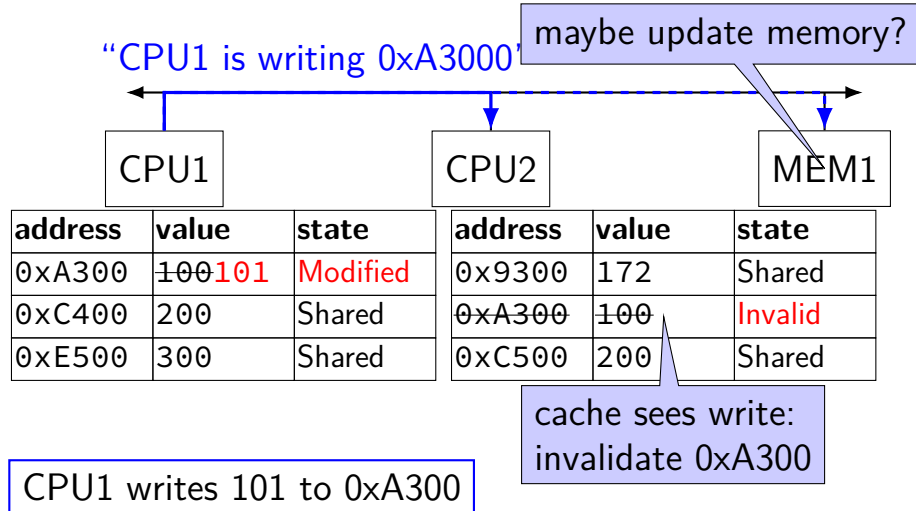 maybe update memory?
“CPU1 is writing 0xA3000”
CPU1
CPU2
MEM1
address value state
0xA300 100101 Modified
0xC400 200 Shared
0xE500 300 Shared
address value state
0x9300 172 Shared
0xA300 100 Invalid
0xC500 200 Shared
cache sees write:
invalidate 0xA300
CPU1 writes 101 to 0xA300